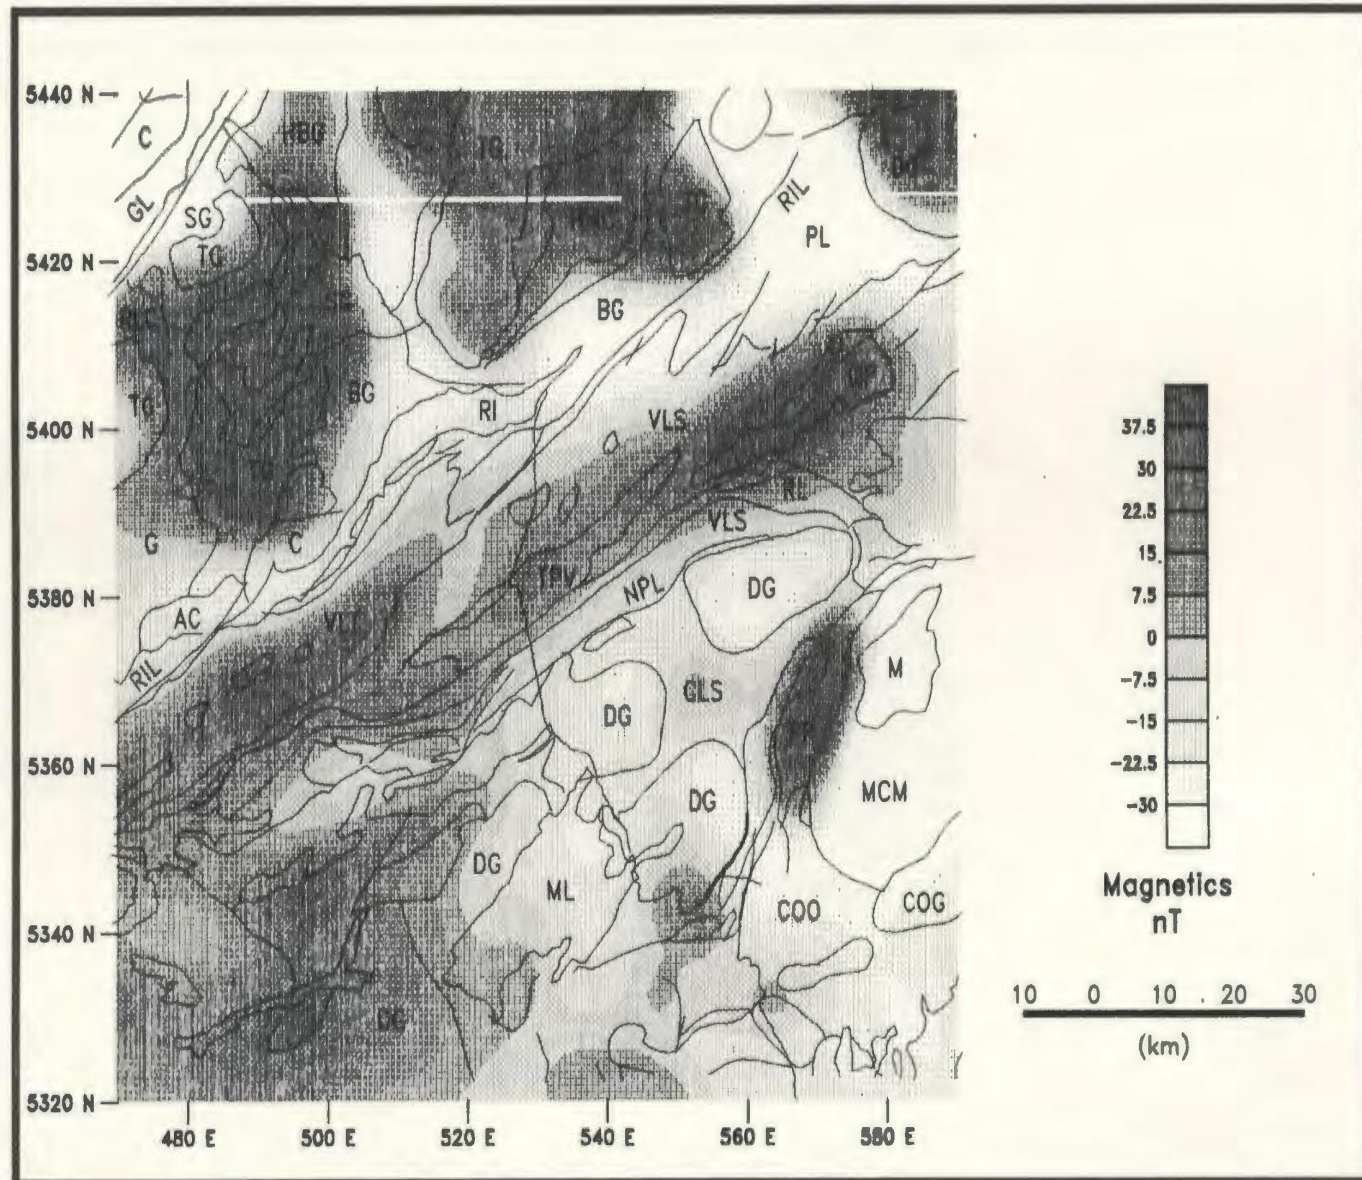 5440 N
C
HBG
TG
GL
SG
RIL
PL
TG
5420 N
BG
TG
BG
RI
VLS
5400 N
TG
RL
VLS
G
C
TPV
NPL
DG
5380 N
AC
VLT
RIL
M
GLS
DG
5360 N
DG
MCM
DG
ML
COO
COG
5340 N
DG
5320 N
480 E
500 E
520 E
540 E
560 E
580 E
37.5
30
22.5
15
7.5
0
-7.5
-15
-22.5
-30
Magnetics
nT
10 0 10 20 30
(km)